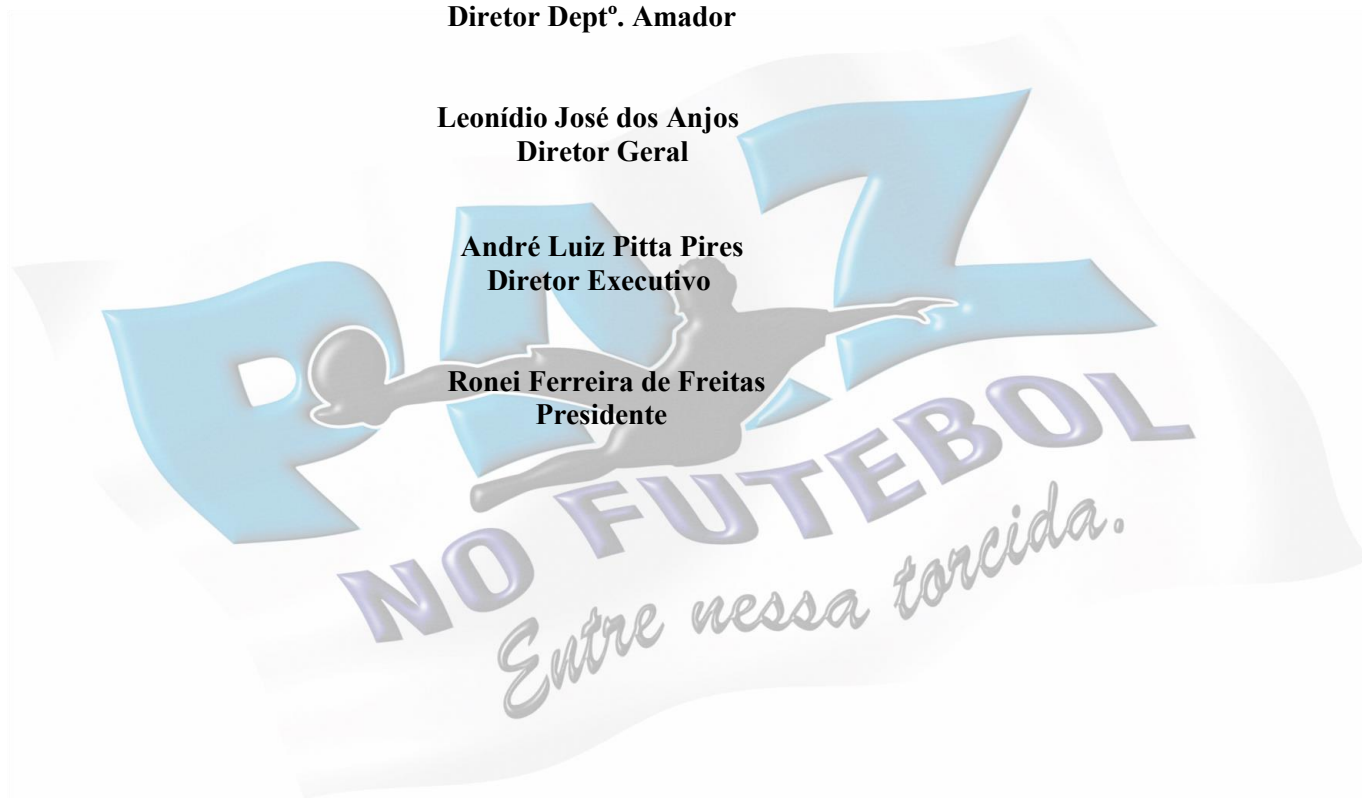 Diretor Deptº. Amador
Leonídio José dos Anjos
Diretor Geral
André Luiz Pitta Pires
Diretor Executivo
Ronei Ferreira de Freitas
Presidente
PAZ
NO FUTEBOL
Entre nessa torcida.